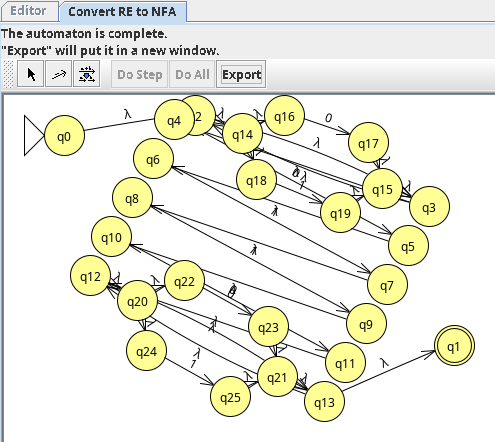 Editor Convert RE to NFA
The automaton is complete.
"Export" will put it in a new window.
Do Step Do All Export
q0 λ q4 2 λ λ q16 0
q14 λ q17
q6 q18 q15 λ q3
q8 λ 1 q19 q5
q10 λ q7
q12 λ λ q22 q9
q20 q23 q1
q24 λ q11 λ
1 λ q21 λ
q25 q13